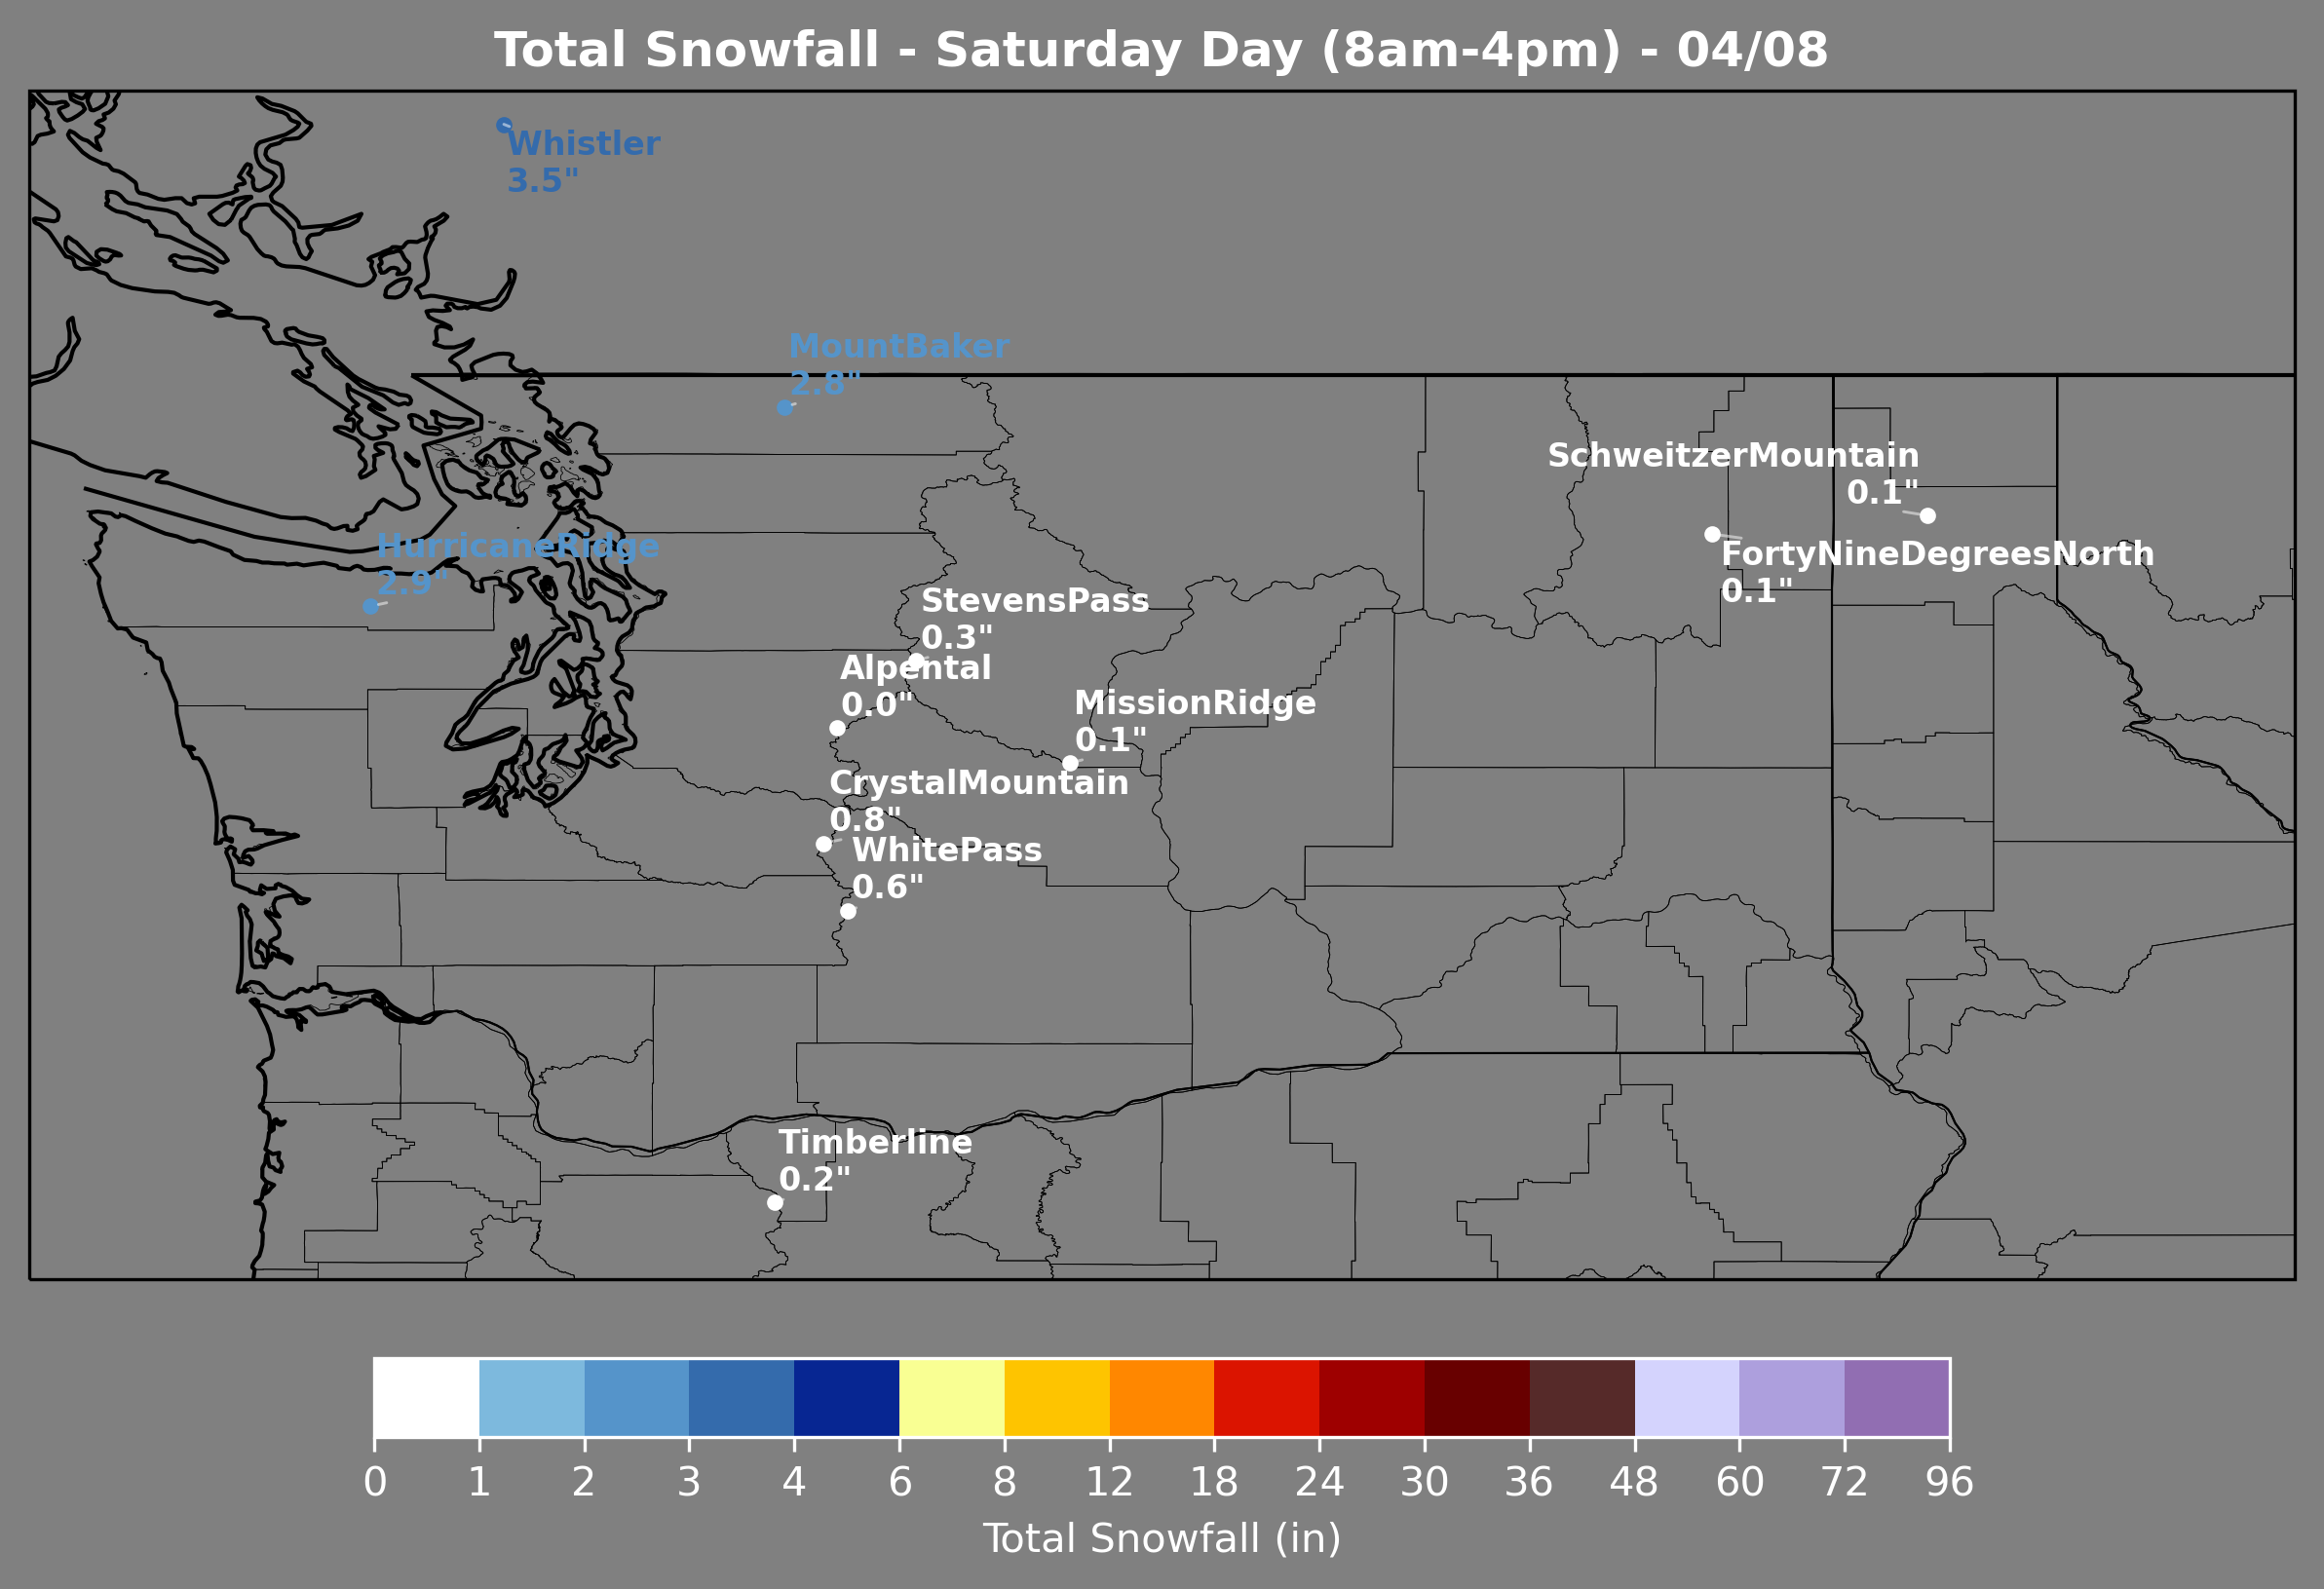 Total Snowfall - Saturday Day (8am-4pm) - 04/08
Whistler
3.5"
MountBaker
2.8"
SchweitzerMountain
0.1"
HurricaneRidge
2.9"
FortyNineDegreesNorth
0.1"
StevensPass
0.3"
Alpental
0.0"
MissionRidge
0.1"
CrystalMountain
0.8"
WhitePass
0.6"
Timberline
0.2"
0 1 2 3 4 6 8 12 18 24 30 36 48 60 72 96
Total Snowfall (in)